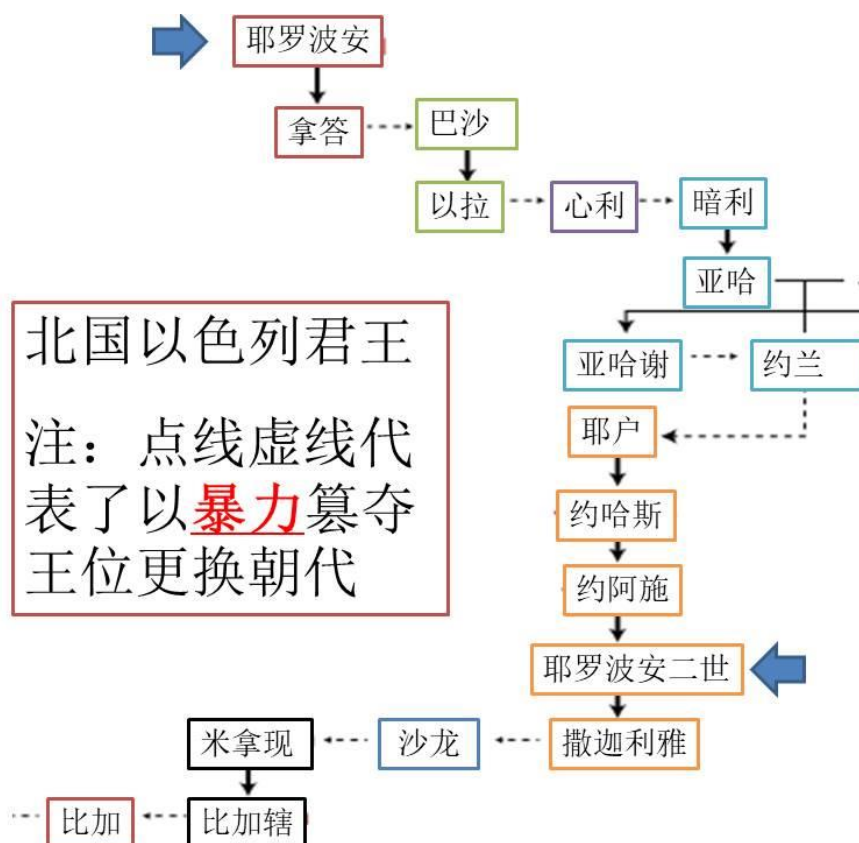 耶罗波安
拿答
巴沙
以拉
心利
暗利
亚哈
北国以色列君王
注：点线虚线代
表了以暴力篡夺
王位更换朝代
亚哈谢
约兰
耶户
约哈斯
约阿施
耶罗波安二世
米拿现
沙龙
撒迦利雅
比加
比加辖